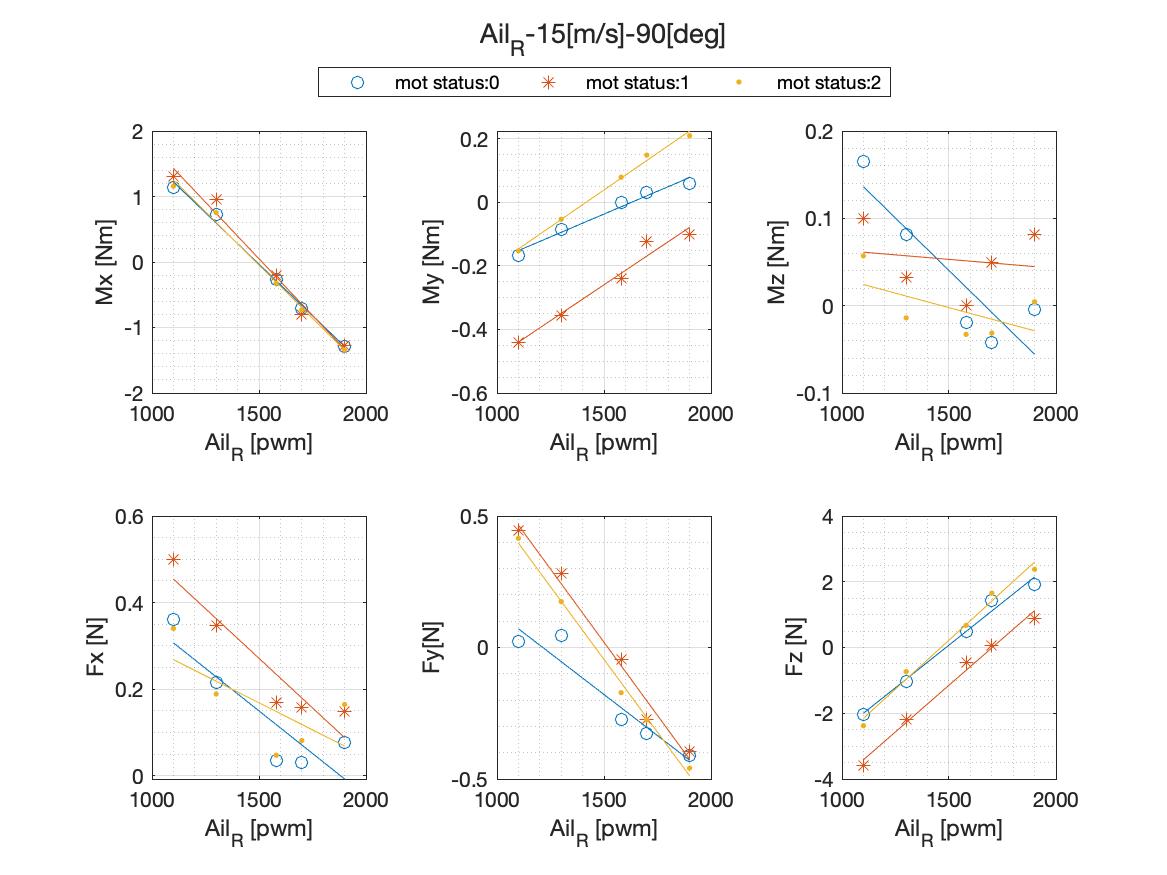 Ail_R-15[m/s]-90[deg]
mot status:0 mot status:1 mot status:2
2
1
0
-1
-2
1000 1500 2000
Mx [Nm]
Ail_R [pwm]
0.2
0
-0.2
-0.4
-0.6
1000 1500 2000
My [Nm]
Ail_R [pwm]
0.2
0.1
0
-0.1
1000 1500 2000
Mz [Nm]
Ail_R [pwm]
0.6
0.4
0.2
0
1000 1500 2000
Fx [N]
Ail_R [pwm]
0.5
0
-0.5
1000 1500 2000
Fy[N]
Ail_R [pwm]
4
2
0
-2
-4
1000 1500 2000
Fz [N]
Ail_R [pwm]